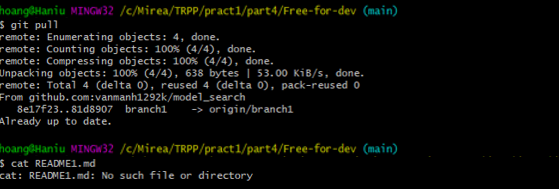 hoang@Haniu MINGW32 /c/Mirea/TRPP/pract1/part4/Free-for-dev (main)
$ git pull
remote: Enumerating objects: 4, done.
remote: Counting objects: 100% (4/4), done.
remote: Compressing objects: 100% (4/4), done.
Unpacking objects: 100% (4/4), 638 bytes | 53.00 KiB/s, done.
remote: Total 4 (delta 0), reused 4 (delta 0), pack-reused 0
From github.com:vanmanh1292k/model_search
8e17f23..81d8907 branch1 -> origin/branch1
Already up to date.
hoang@Haniu MINGW32 /c/Mirea/TRPP/pract1/part4/Free-for-dev (main)
$ cat README1.md
cat: README1.md: No such file or directory